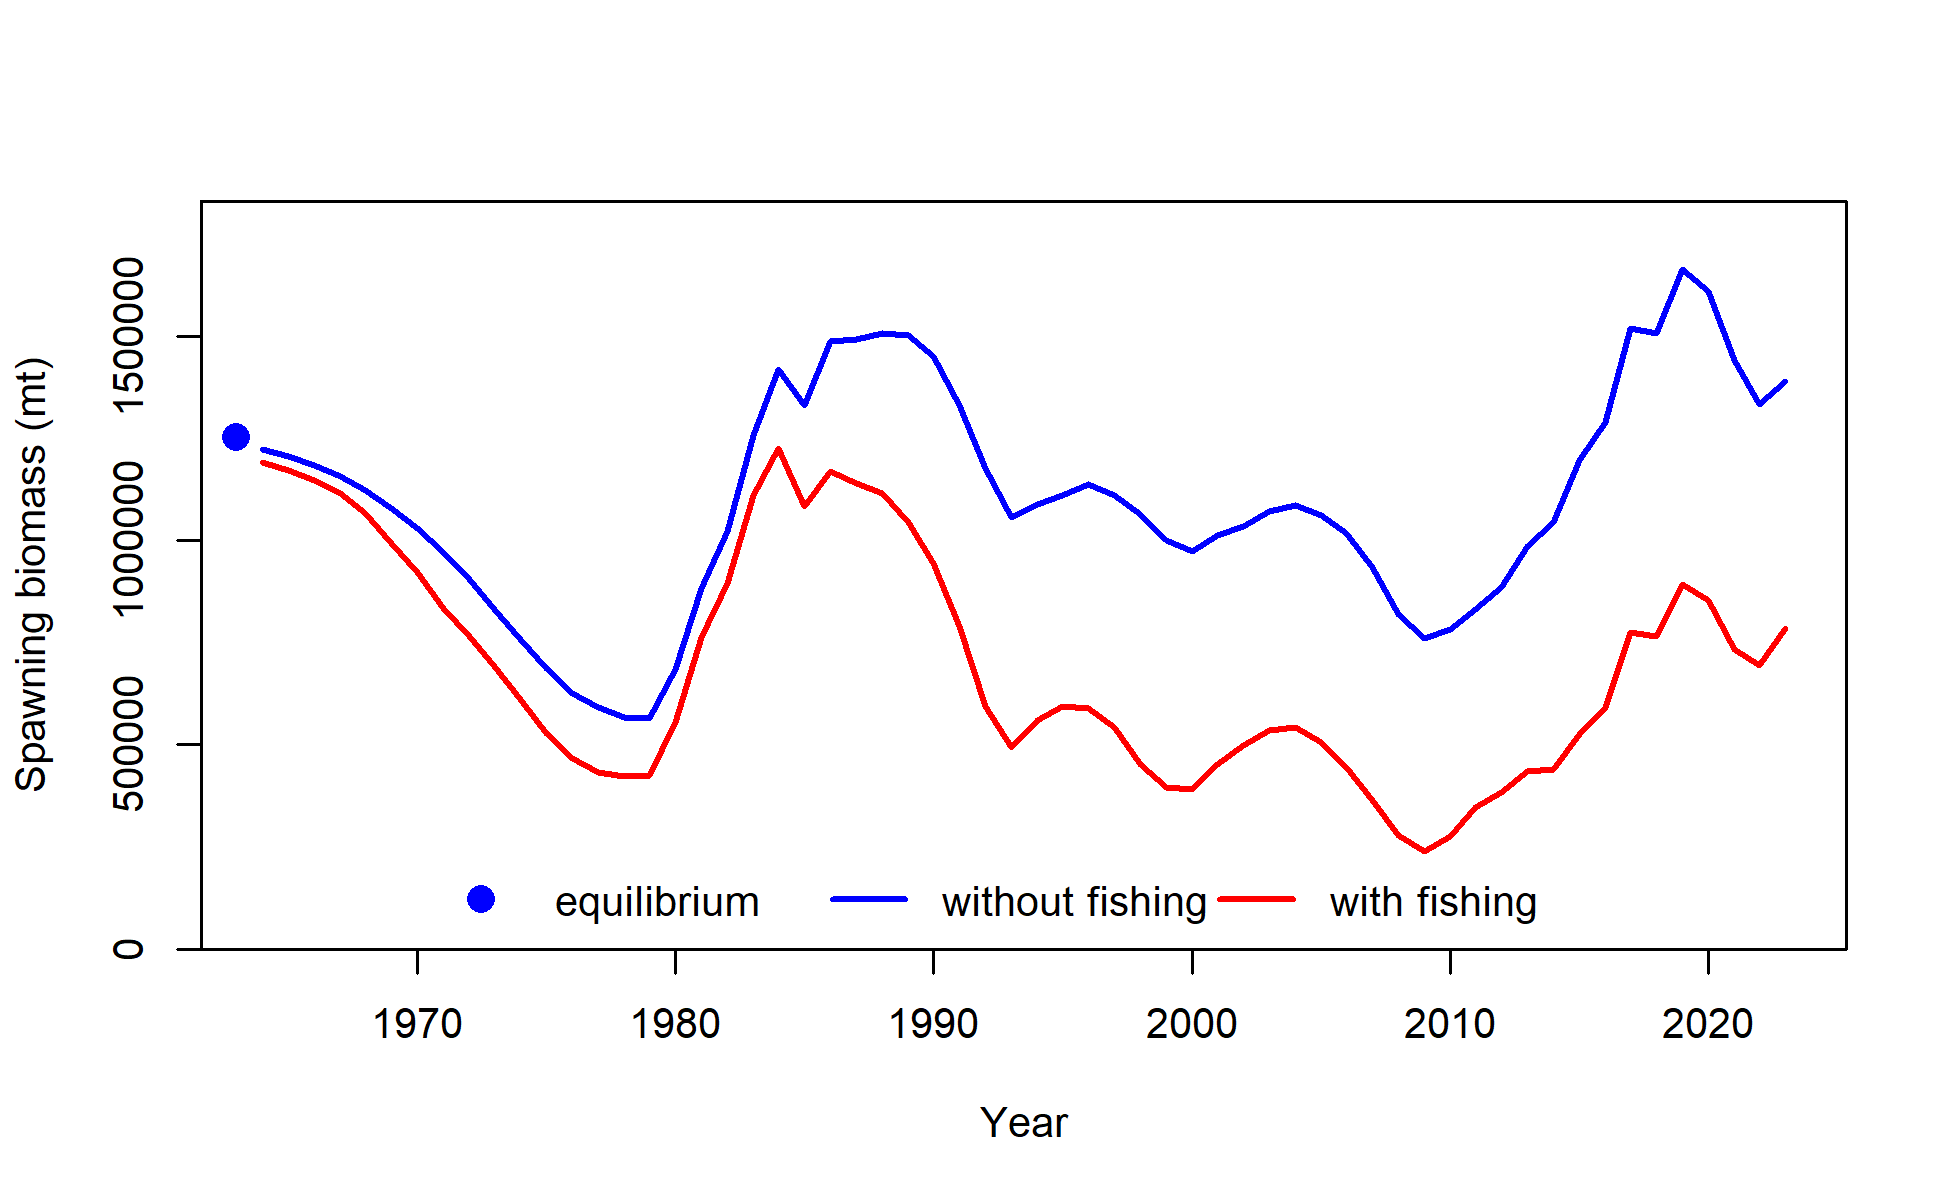 Spawning biomass (mt)
1500000
1000000
500000
0
equilibrium without fishing with fishing
1970 1980 1990 2000 2010 2020
Year